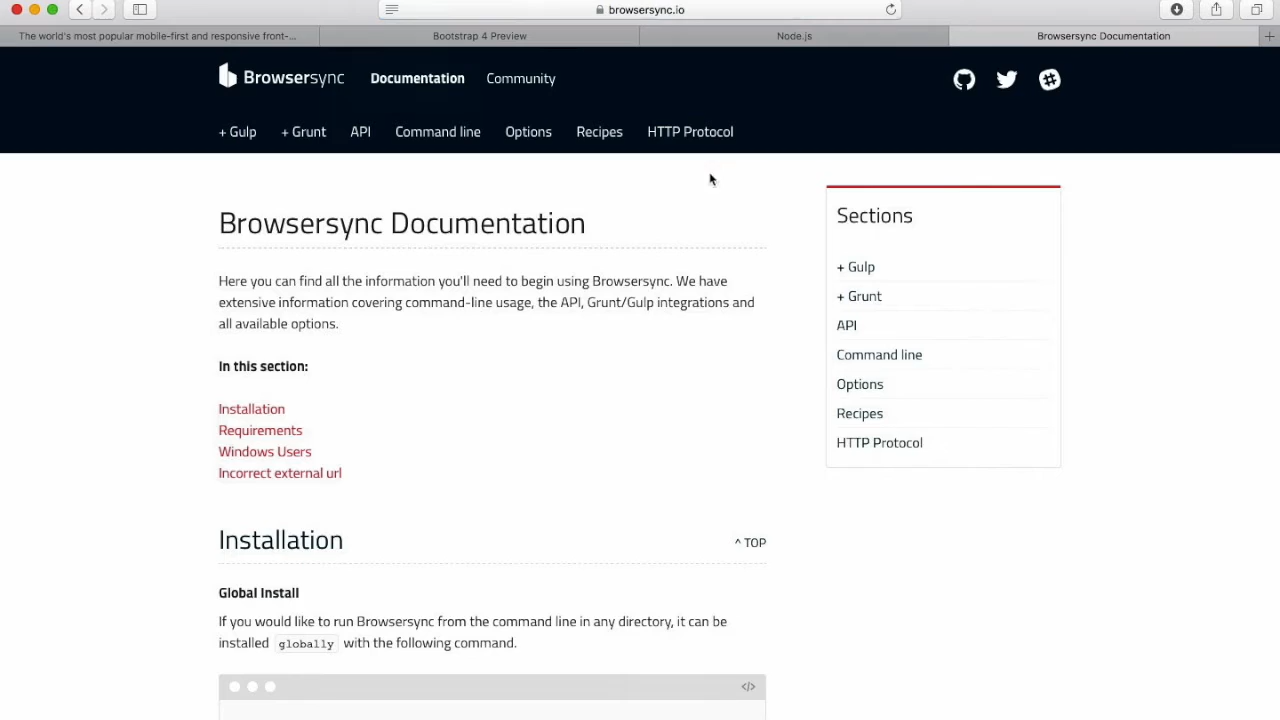 browsersync.io
The world's most popular mobile-first and responsive front-...
Bootstrap 4 Preview
Node.js
Browsersync Documentation
Browsersync
Documentation
Community
+ Gulp
+ Grunt
API
Command line
Options
Recipes
HTTP Protocol
Browsersync Documentation
Here you can find all the information you'll need to begin using Browsersync. We have
extensive information covering command-line usage, the API, Grunt/Gulp integrations and
all available options.
In this section:
Installation
Requirements
Windows Users
Incorrect external url
Sections
+ Gulp
+ Grunt
API
Command line
Options
Recipes
HTTP Protocol
Installation
^ TOP
Global Install
If you would like to run Browsersync from the command line in any directory, it can be
installed globally with the following command.
</>